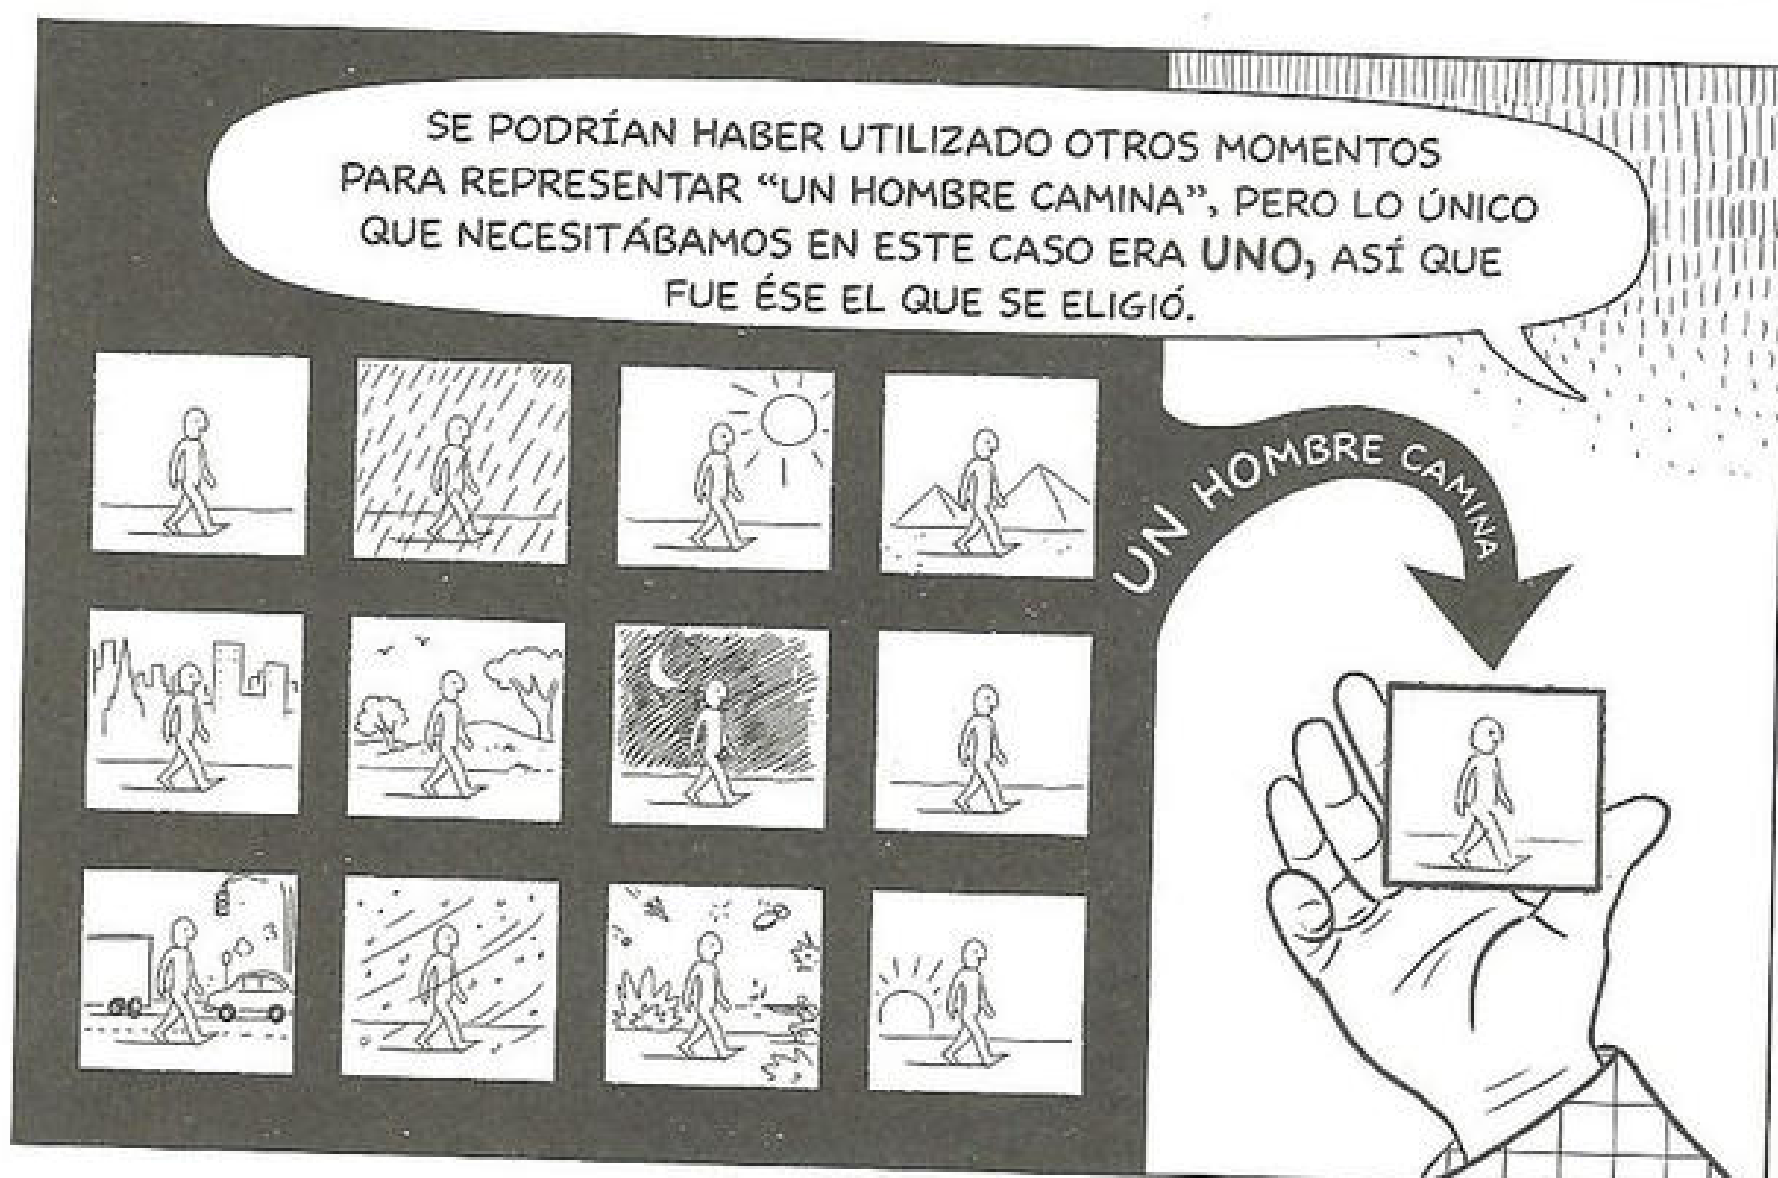 SE PODRÍAN HABER UTILIZADO OTROS MOMENTOS
PARA REPRESENTAR “UN HOMBRE CAMINA”, PERO LO ÚNICO
QUE NECESITÁBAMOS EN ESTE CASO ERA UNO, ASÍ QUE
FUE ÉSE EL QUE SE ELIGIÓ.
UN HOMBRE CAMINA